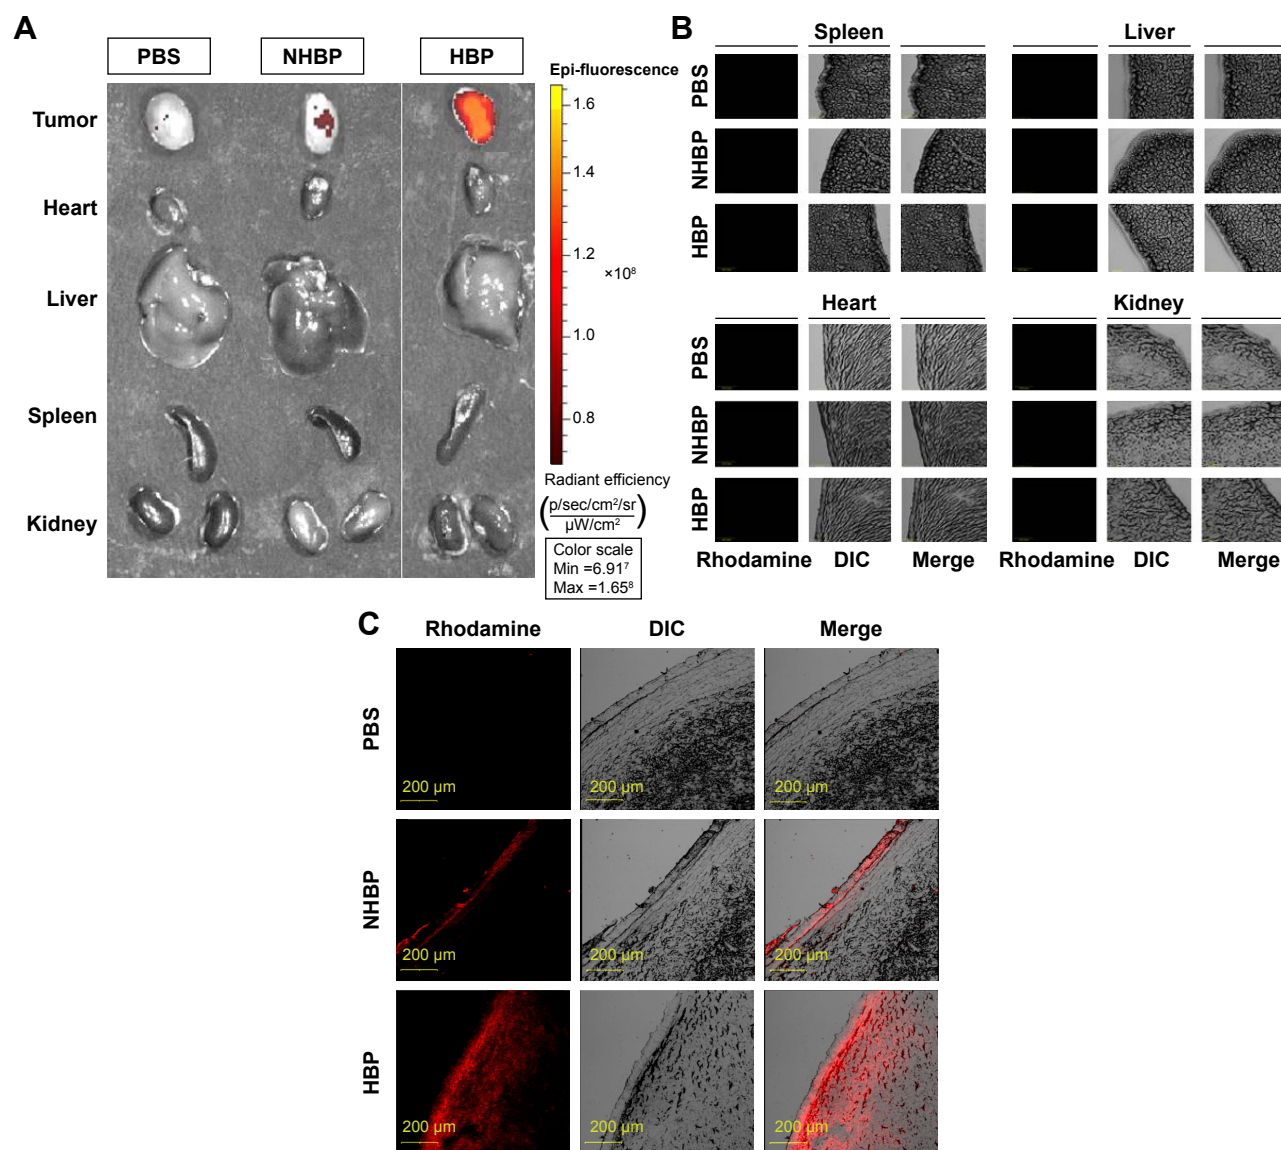 A
PBS
NHBP
HBP
Tumor
Heart
Liver
Spleen
Kidney
Epi-fluorescence
1.6
1.4
1.2
×10⁸
1.0
0.8
Radiant efficiency
(p/sec/cm²/sr
µW/cm²)
Color scale
Min =6.91⁷
Max =1.65⁸
B
Spleen
Liver
PBS
NHBP
HBP
Heart
Kidney
PBS
NHBP
HBP
Rhodamine DIC Merge Rhodamine DIC Merge
C
Rhodamine DIC Merge
PBS
200 µm 200 µm 200 µm
NHBP
200 µm 200 µm 200 µm
HBP
200 µm 200 µm 200 µm